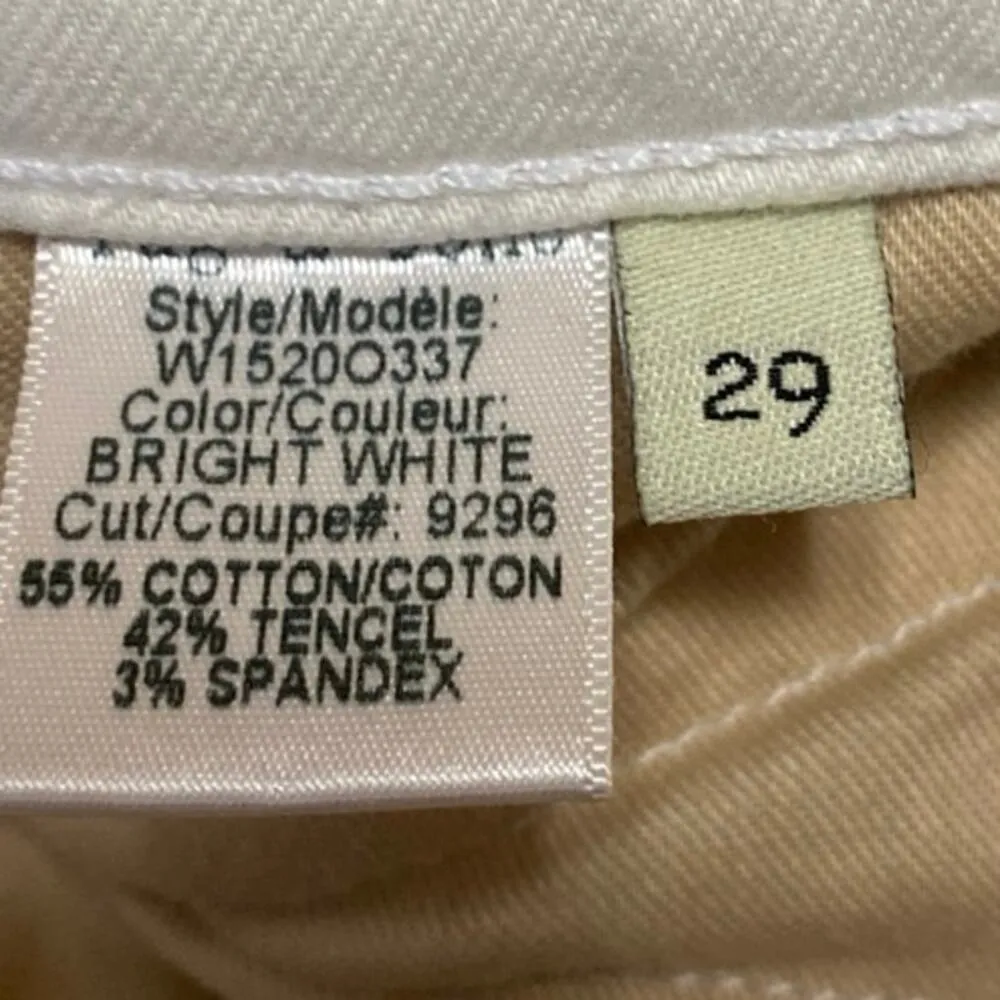 Style/Modèle:
W1520O337
Color/Couleur:
BRIGHT WHITE
Cut/Coupe#: 9296
55% COTTON/COTON
42% TENCEL
3% SPANDEX
29